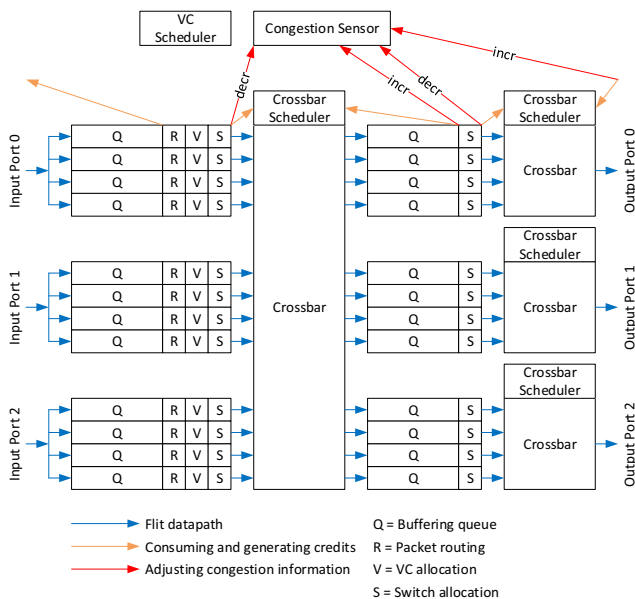 VC
Scheduler
Congestion Sensor
decr
incr
decr
incr
Crossbar
Scheduler
Crossbar
Scheduler
Input Port 0
Q R V S
Q R V S
Q R V S
Q R V S
Q S
Q S
Q S
Q S
Crossbar
Output Port 0
Crossbar
Scheduler
Input Port 1
Q R V S
Q R V S
Q R V S
Q R V S
Crossbar
Q S
Q S
Q S
Q S
Crossbar
Output Port 1
Crossbar
Scheduler
Input Port 2
Q R V S
Q R V S
Q R V S
Q R V S
Q S
Q S
Q S
Q S
Crossbar
Output Port 2
Flit datapath
Consuming and generating credits
Adjusting congestion information
Q = Buffering queue
R = Packet routing
V = VC allocation
S = Switch allocation